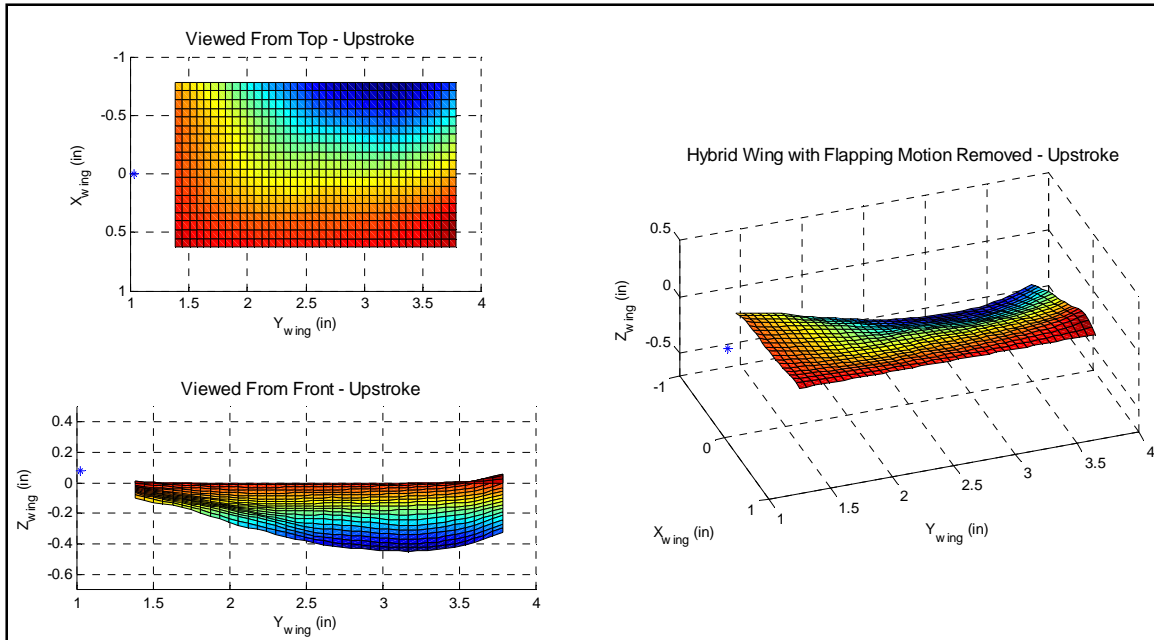 Viewed From Top - Upstroke
-1
-0.5
0
0.5
1
X wing (in)
1 1.5 2 2.5 3 3.5 4
Y wing (in)
Viewed From Front - Upstroke
0.4
0.2
0
-0.2
-0.4
-0.6
Z wing (in)
1 1.5 2 2.5 3 3.5 4
Y wing (in)
Hybrid Wing with Flapping Motion Removed - Upstroke
0.5
0
-0.5
Z wing (in)
-1
0
1
X wing (in)
1 1.5 2 2.5 3 3.5 4
Y wing (in)